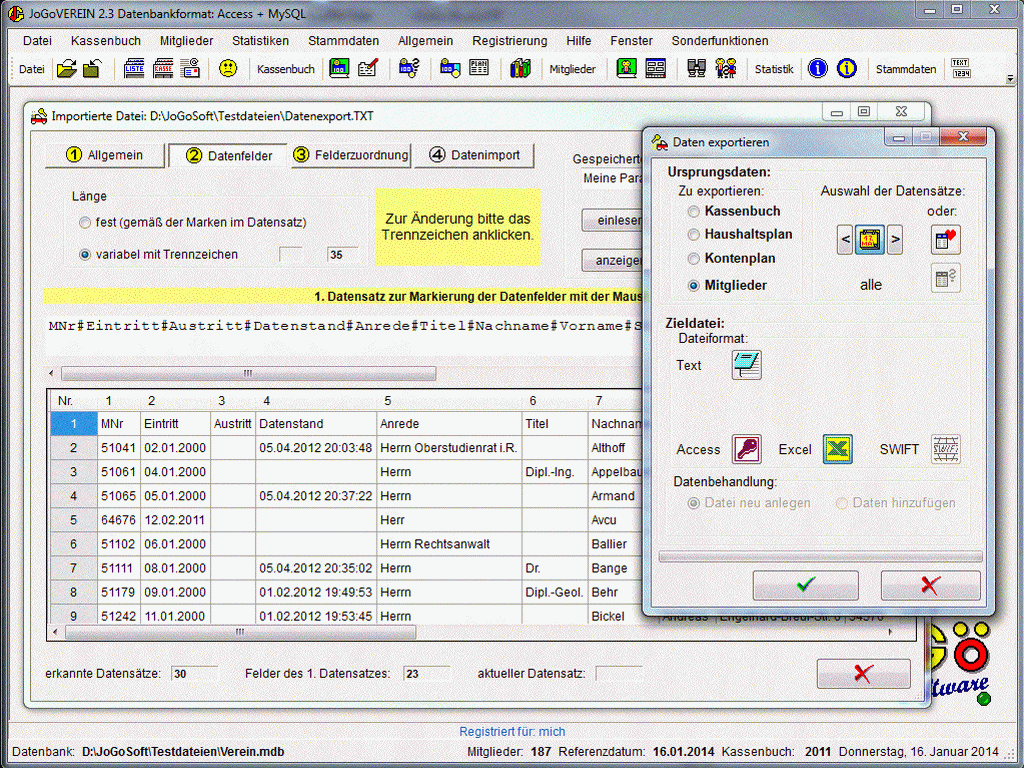 JoGoVEREIN 2.3 Datenbankformat: Access + MySQL
Datei Kassenbuch Mitglieder Statistiken Stammdaten Allgemein Registrierung Hilfe Fenster Sonderfunktionen
Datei LISTE KASSE Kassenbuch Mitglieder Statistik Stammdaten TEXT 1234
Importierte Datei: D:\JoGoSoft\Testdateien\Datenexport.TXT
1 Allgemein 2 Datenfelder 3 Felderzuordnung 4 Datenimport
Gespeicherte
Meine Para
Länge
fest (gemäß der Marken im Datensatz)
variabel mit Trennzeichen 35
Zur Änderung bitte das
Trennzeichen anklicken.
einlesen
anzeigen
1. Datensatz zur Markierung der Datenfelder mit der Maus
MNr#Eintritt#Austritt#Datenstand#Anrede#Titel#Nachname#Vorname#S
Nr. 1 2 3 4 5 6 7
1 MNr Eintritt Austritt Datenstand Anrede Titel Nachnam
2 51041 02.01.2000 05.04.2012 20:03:48 Herrn Oberstudienrat i.R. Althoff
3 51061 04.01.2000 Herrn Dipl.-Ing. Appelbau
4 51065 05.01.2000 05.04.2012 20:37:22 Herrn Armand
5 64676 12.02.2011 Herr Avcu
6 51102 06.01.2000 Herrn Rechtsanwalt Ballier
7 51111 08.01.2000 05.04.2012 20:35:02 Herrn Dr. Bange
8 51179 09.01.2000 01.02.2012 19:49:53 Herrn Dipl.-Geol. Behr
9 51242 11.01.2000 01.02.2012 19:53:45 Herrn Bickel
erkannte Datensätze: 30 Felder des 1. Datensatzes: 23 aktueller Datensatz:
Daten exportieren
Ursprungsdaten:
Zu exportieren: Auswahl der Datensätze:
Kassenbuch oder:
Haushaltsplan < >
Kontenplan
Mitglieder alle
Zieldatei:
Dateiformat:
Text
Access Excel SWIFT
Datenbehandlung:
Datei neu anlegen Daten hinzufügen
Registriert für: mich
Datenbank: D:\JoGoSoft\Testdateien\Verein.mdb Mitglieder: 187 Referenzdatum: 16.01.2014 Kassenbuch: 2011 Donnerstag, 16. Januar 2014